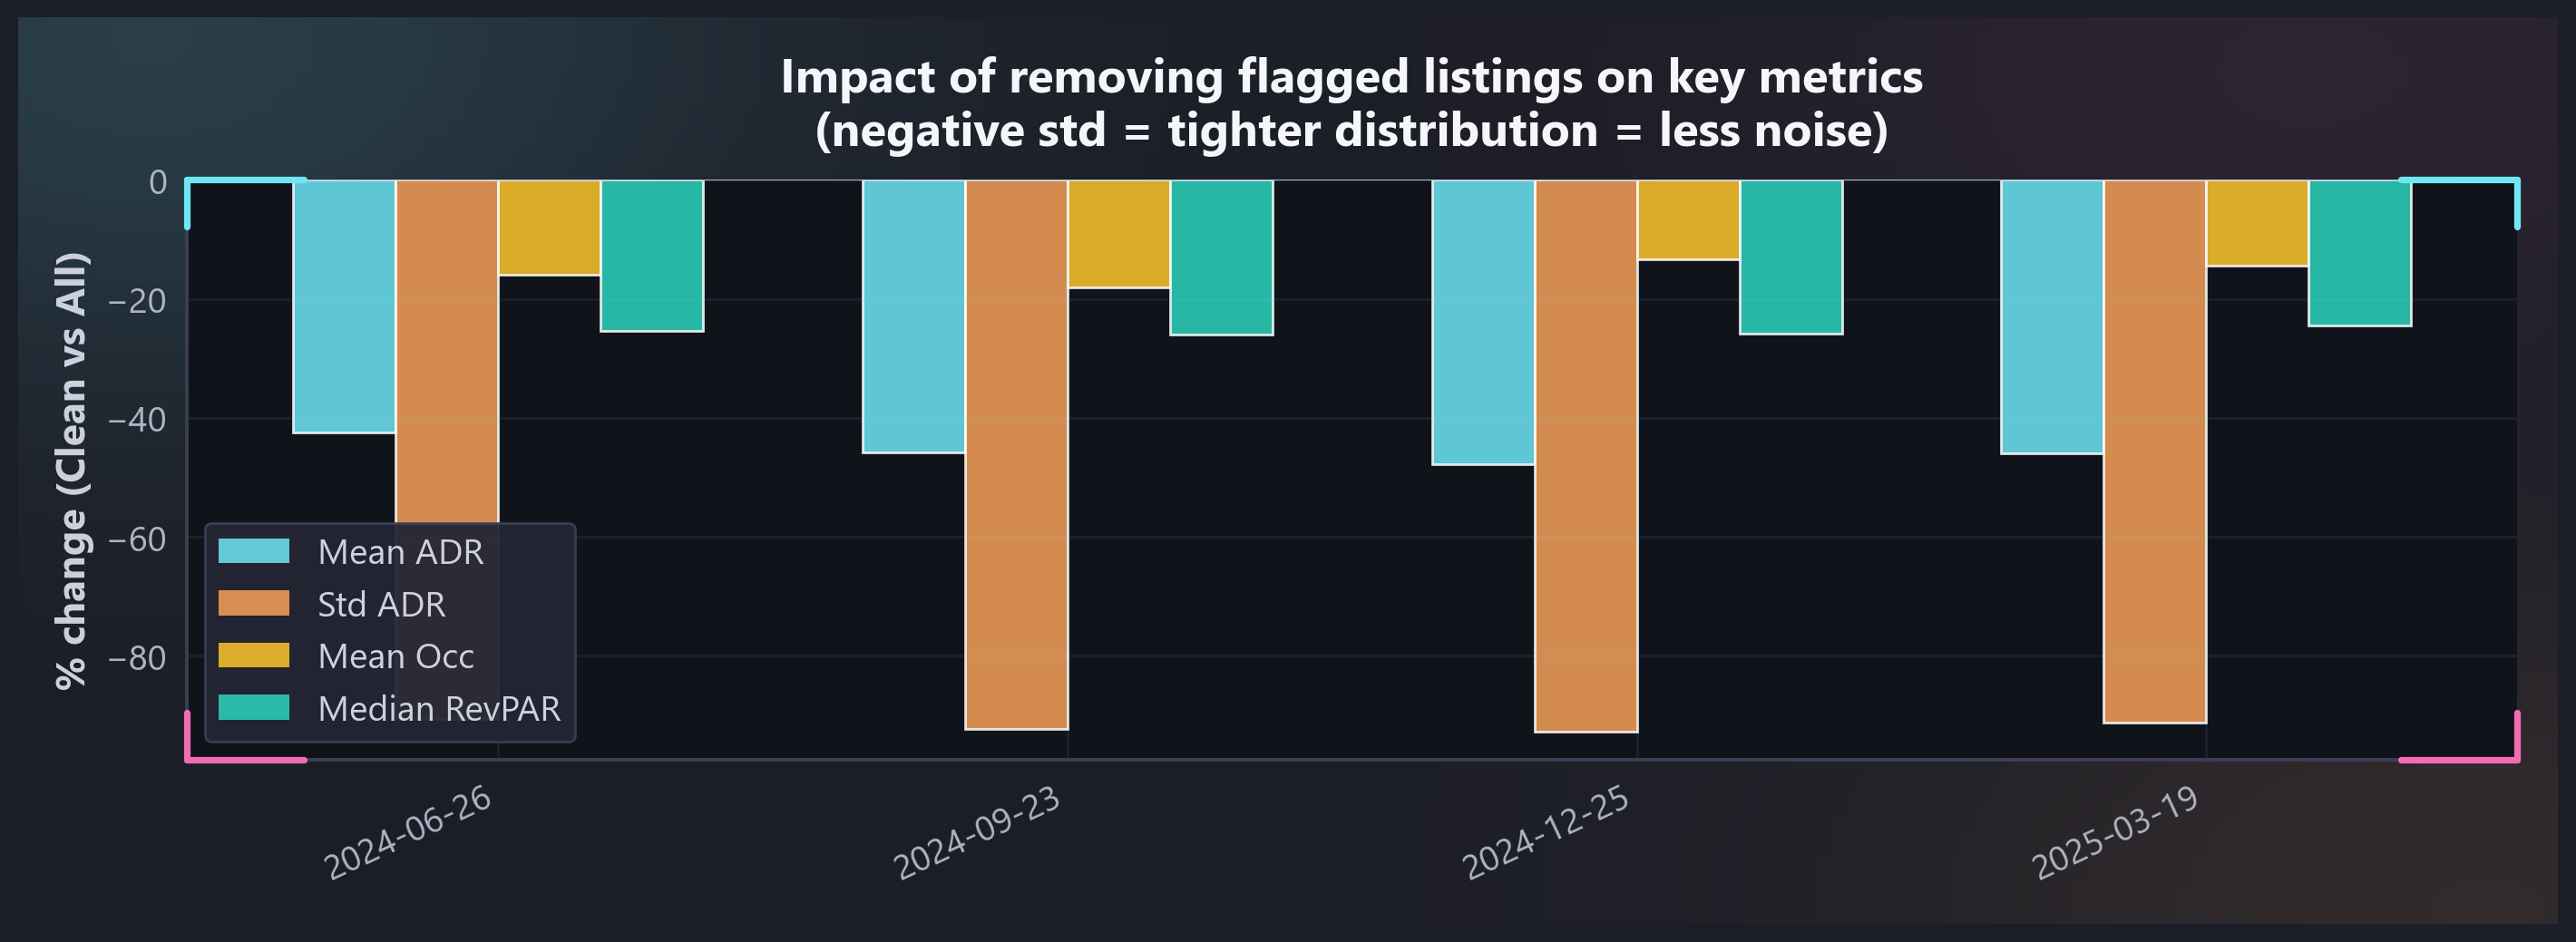 Impact of removing flagged listings on key metrics
(negative std = tighter distribution = less noise)
% change (Clean vs All)
0
−20
−40
−60
−80
Mean ADR
Std ADR
Mean Occ
Median RevPAR
2024-06-26
2024-09-23
2024-12-25
2025-03-19